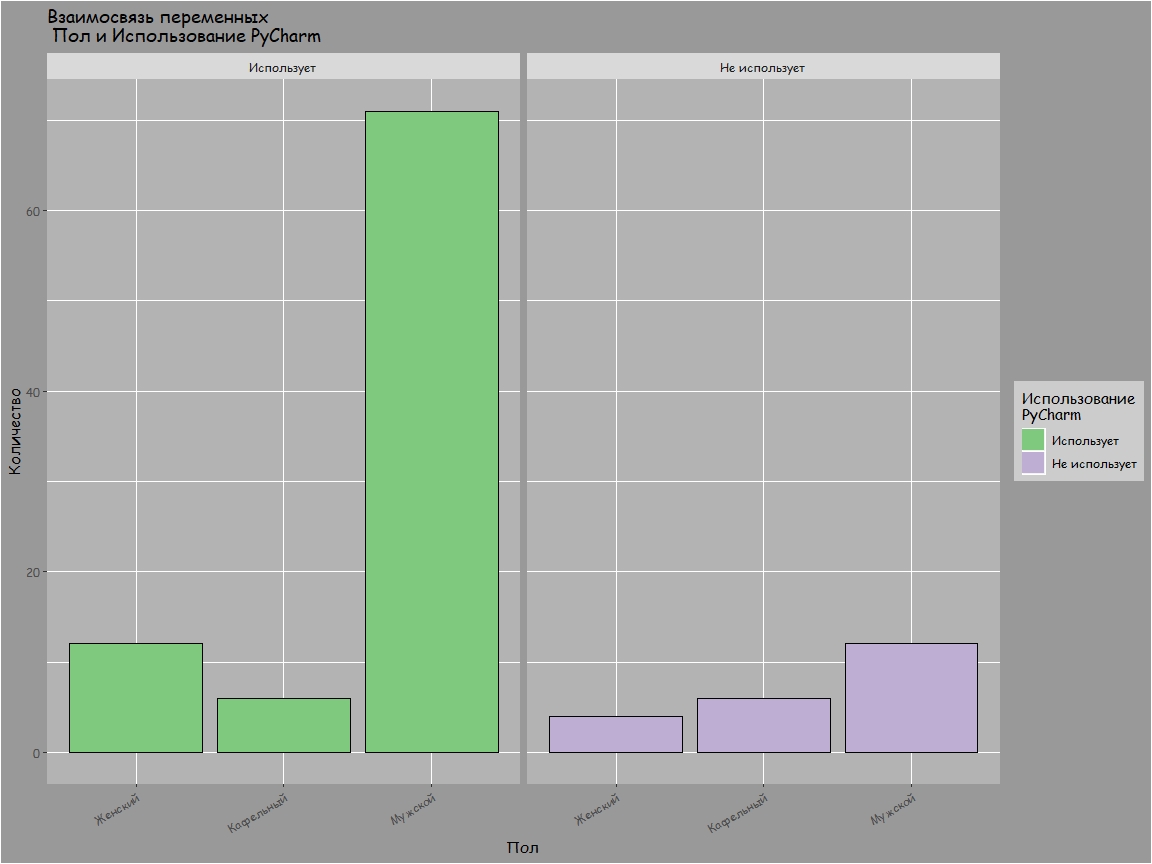 Взаимосвязь переменных
Пол и Использование PyCharm
Использует
Не использует
Количество
60
40
20
0
Женский
Кафельный
Мужской
Женский
Кафельный
Мужской
Пол
Использование
PyCharm
Использует
Не использует